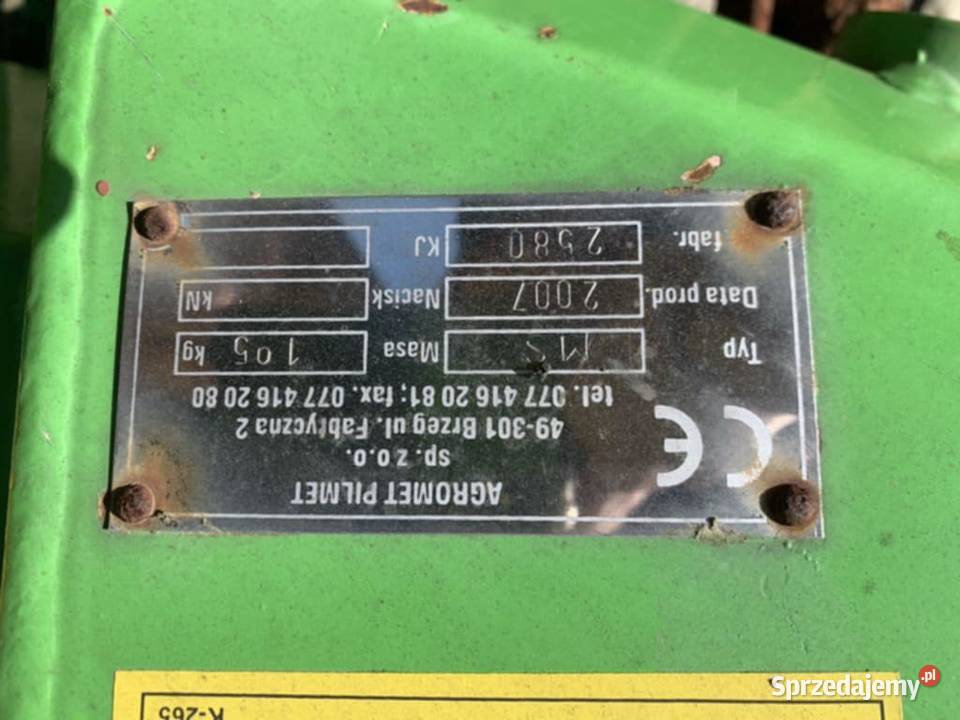 AGROMET PILMET
sp. z o.o.
49-301 Brzeg ul. Fabryczna 2
tel. 077 416 20 81; fax. 077 416 20 80
CE
Typ MS Masa 105 kg
Data prod. 2007 Nacisk kN
fabr. 2580 KJ
K-265
Sprzedajemy.pl